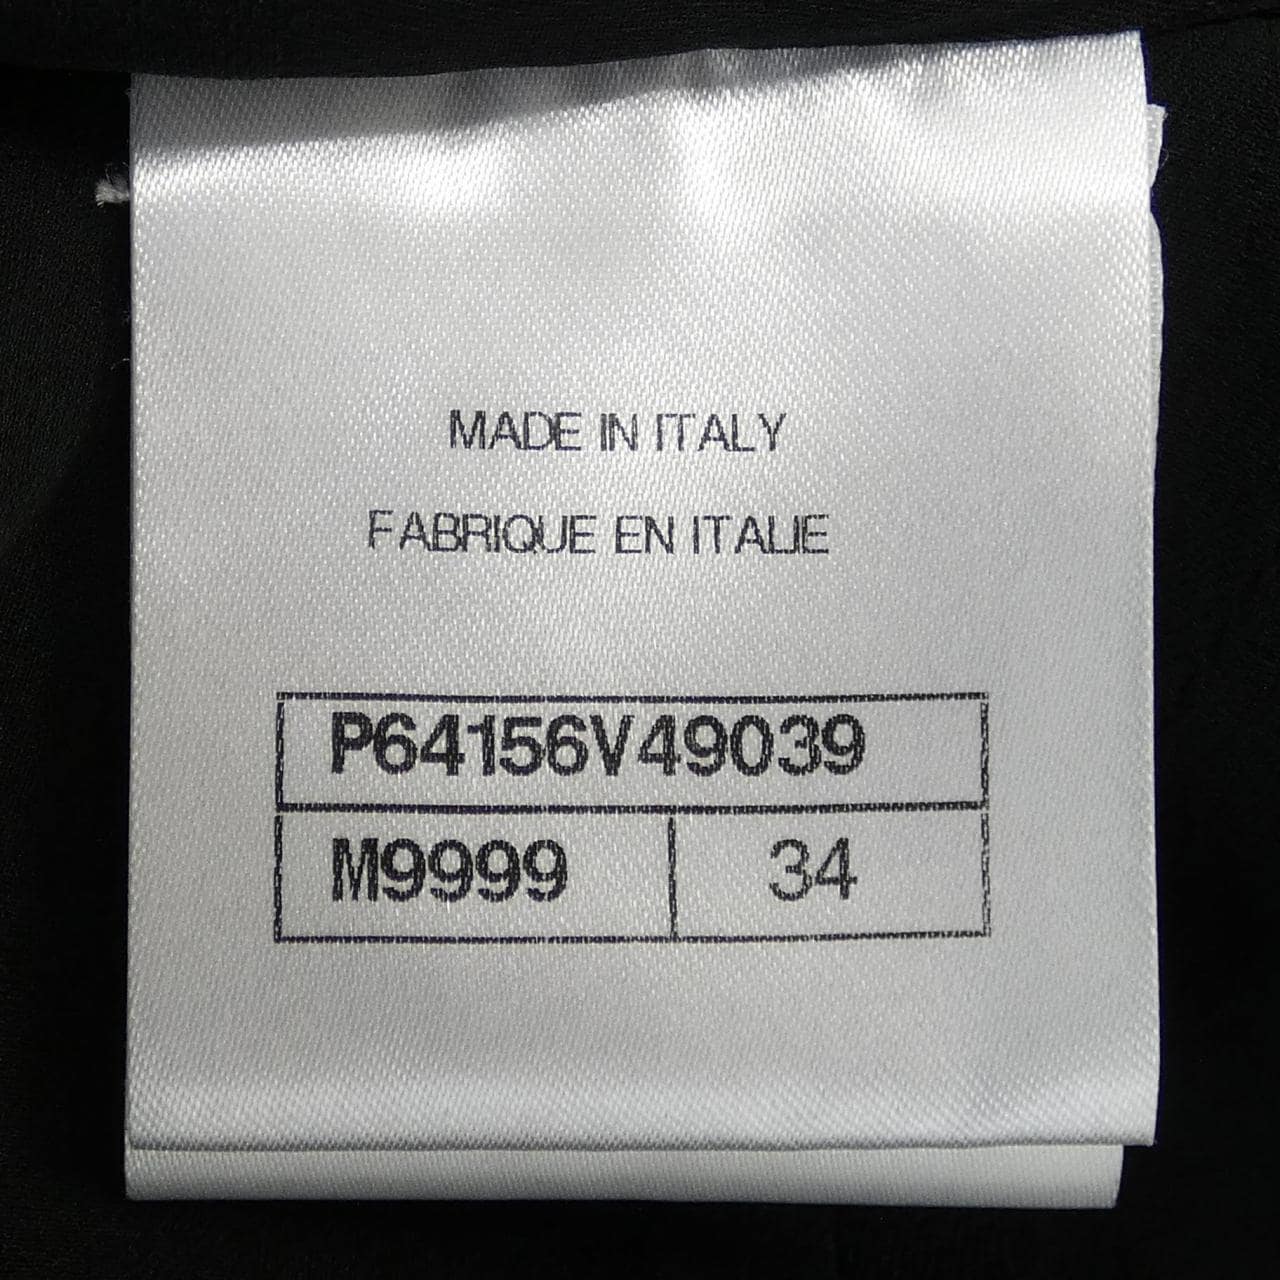 MADE IN ITALY
FABRIQUE EN ITALIE
P64156V49039
M9999 34